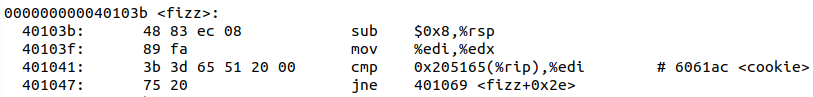 000000000040103b <fizz>:
40103b: 48 83 ec 08 sub $0x8,%rsp
40103f: 89 fa mov %edi,%edx
401041: 3b 3d 65 51 20 00 cmp 0x205165(%rip),%edi # 6061ac <cookie>
401047: 75 20 jne 401069 <fizz+0x2e>